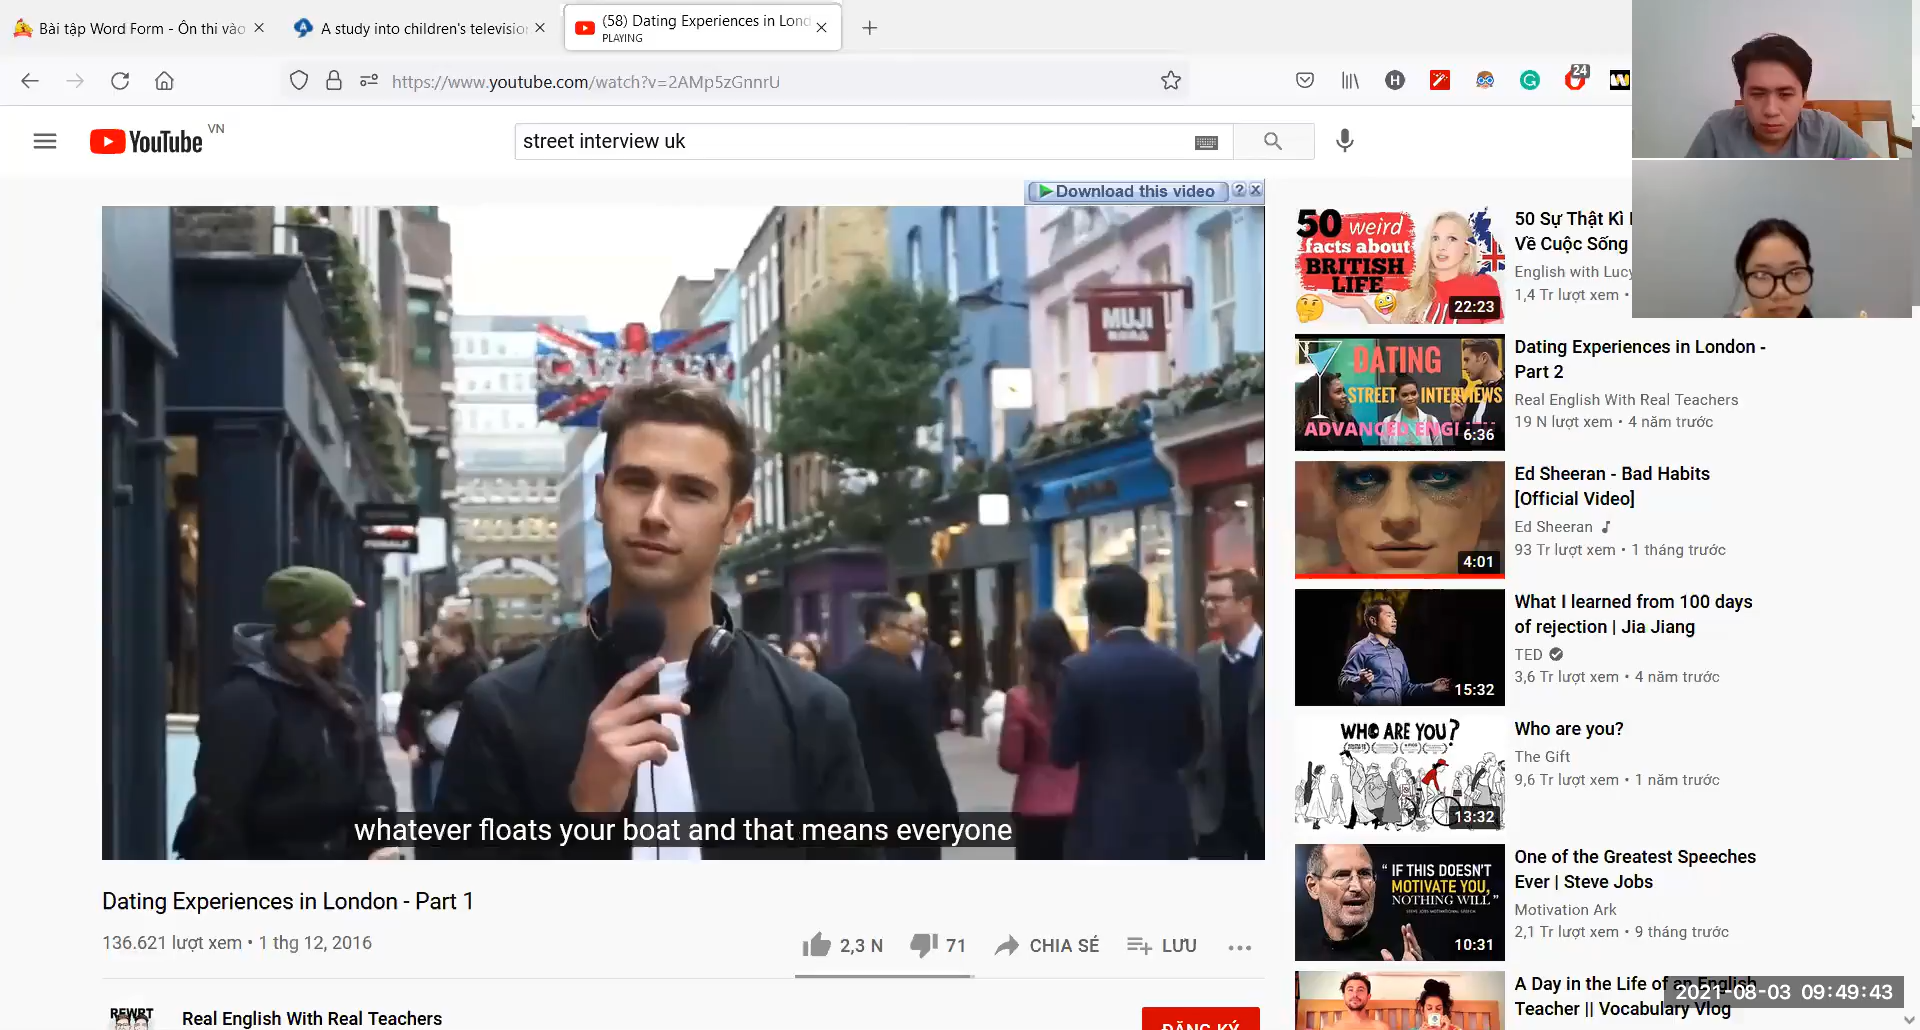 Bài tập Word Form - Ôn thi vào
A study into children's televisio
(58) Dating Experiences in Lond
PLAYING
https://www.youtube.com/watch?v=2AMp5zGnnrU
24
YouTube VN
street interview uk
Download this video ? x
MUJI
whatever floats your boat and that means everyone
Dating Experiences in London - Part 1
136.621 lượt xem • 1 thg 12, 2016
2,3 N
71
CHIA SẺ
LƯU
REWRT
Real English With Real Teachers
ĐĂNG KÝ
50 weird
facts about
BRITISH
LIFE
22:23
50 Sự Thật Kì
Về Cuộc Sống
English with Lucy
1,4 Tr lượt xem •
DATING
STREET INTERVIEWS
ADVANCED ENGL
6:36
Dating Experiences in London -
Part 2
Real English With Real Teachers
19 N lượt xem • 4 năm trước
4:01
Ed Sheeran - Bad Habits
[Official Video]
Ed Sheeran
93 Tr lượt xem • 1 tháng trước
15:32
What I learned from 100 days
of rejection | Jia Jiang
TED
3,6 Tr lượt xem • 4 năm trước
WHO ARE YOU?
13:32
Who are you?
The Gift
9,6 Tr lượt xem • 1 năm trước
" IF THIS DOESN'T
MOTIVATE YOU,
NOTHING WILL "
10:31
One of the Greatest Speeches
Ever | Steve Jobs
Motivation Ark
2,1 Tr lượt xem • 9 tháng trước
A Day in the Life of an English
Teacher || Vocabulary Vlog
2021-08-03 09:49:43